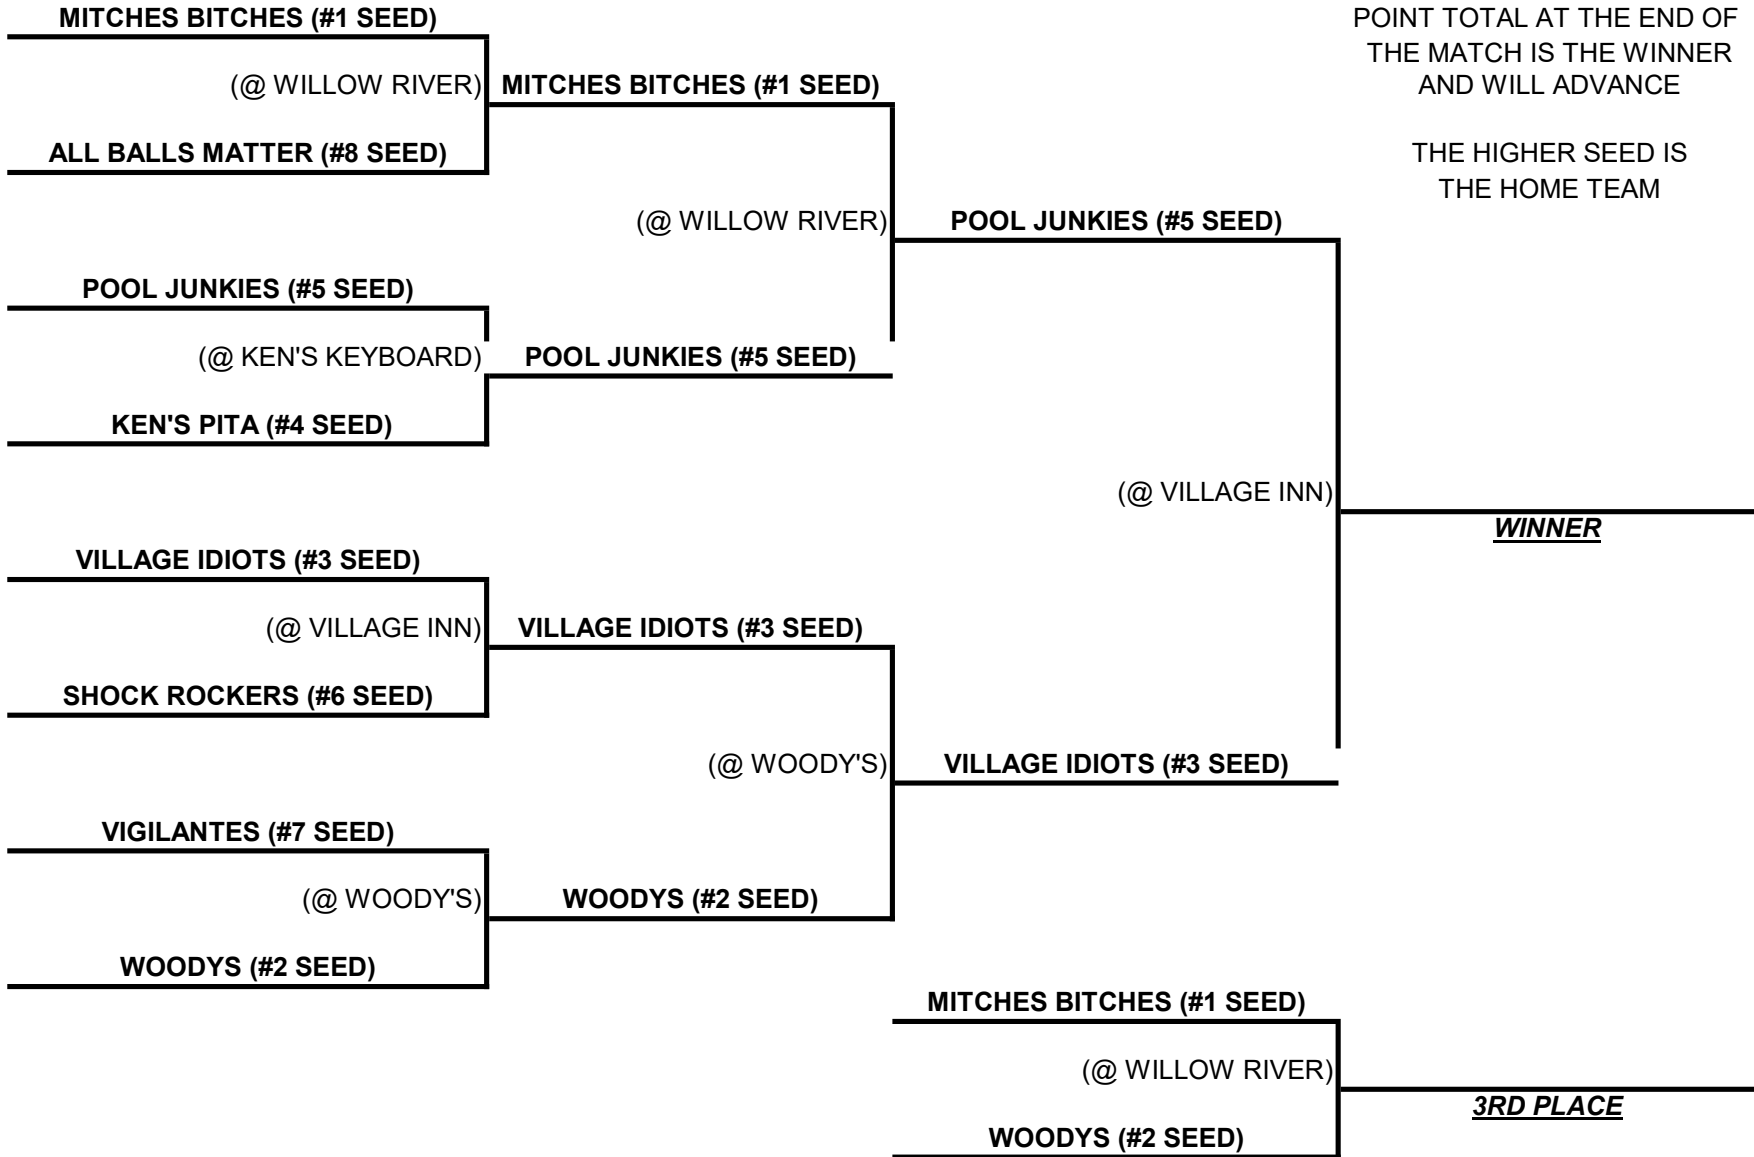 MITCHES BITCHES (#1 SEED)
POINT TOTAL AT THE END OF
THE MATCH IS THE WINNER
(@ WILLOW RIVER)
MITCHES BITCHES (#1 SEED)
AND WILL ADVANCE
ALL BALLS MATTER (#8 SEED)
THE HIGHER SEED IS
THE HOME TEAM
(@ WILLOW RIVER)
POOL JUNKIES (#5 SEED)
POOL JUNKIES (#5 SEED)
(@ KEN'S KEYBOARD)
POOL JUNKIES (#5 SEED)
KEN'S PITA (#4 SEED)
(@ VILLAGE INN)
WINNER
VILLAGE IDIOTS (#3 SEED)
(@ VILLAGE INN)
VILLAGE IDIOTS (#3 SEED)
SHOCK ROCKERS (#6 SEED)
(@ WOODY'S)
VILLAGE IDIOTS (#3 SEED)
VIGILANTES (#7 SEED)
(@ WOODY'S)
WOODYS (#2 SEED)
WOODYS (#2 SEED)
MITCHES BITCHES (#1 SEED)
(@ WILLOW RIVER)
3RD PLACE
WOODYS (#2 SEED)